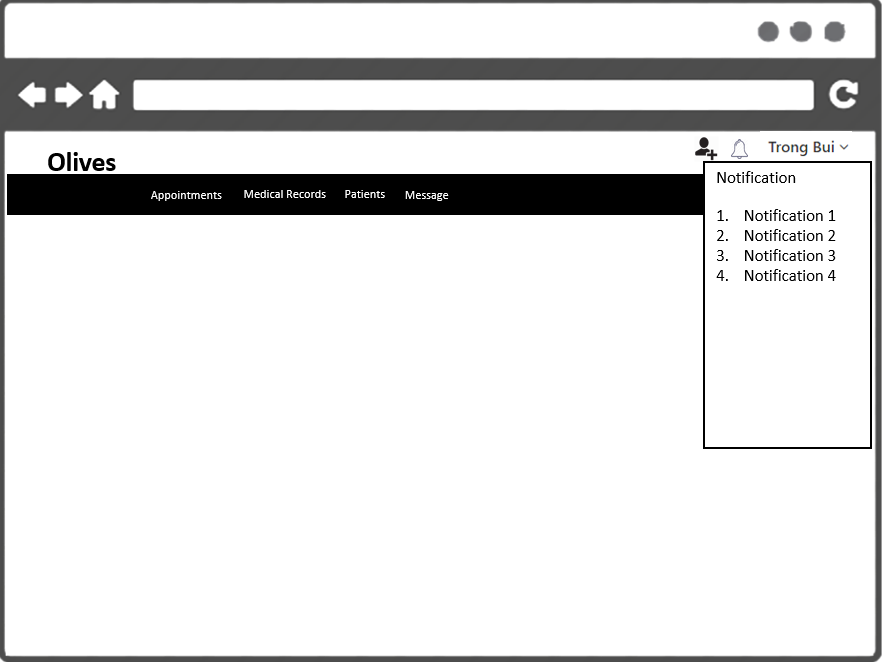 Olives
Trong Bui
Appointments Medical Records Patients Message
Notification
1. Notification 1
2. Notification 2
3. Notification 3
4. Notification 4